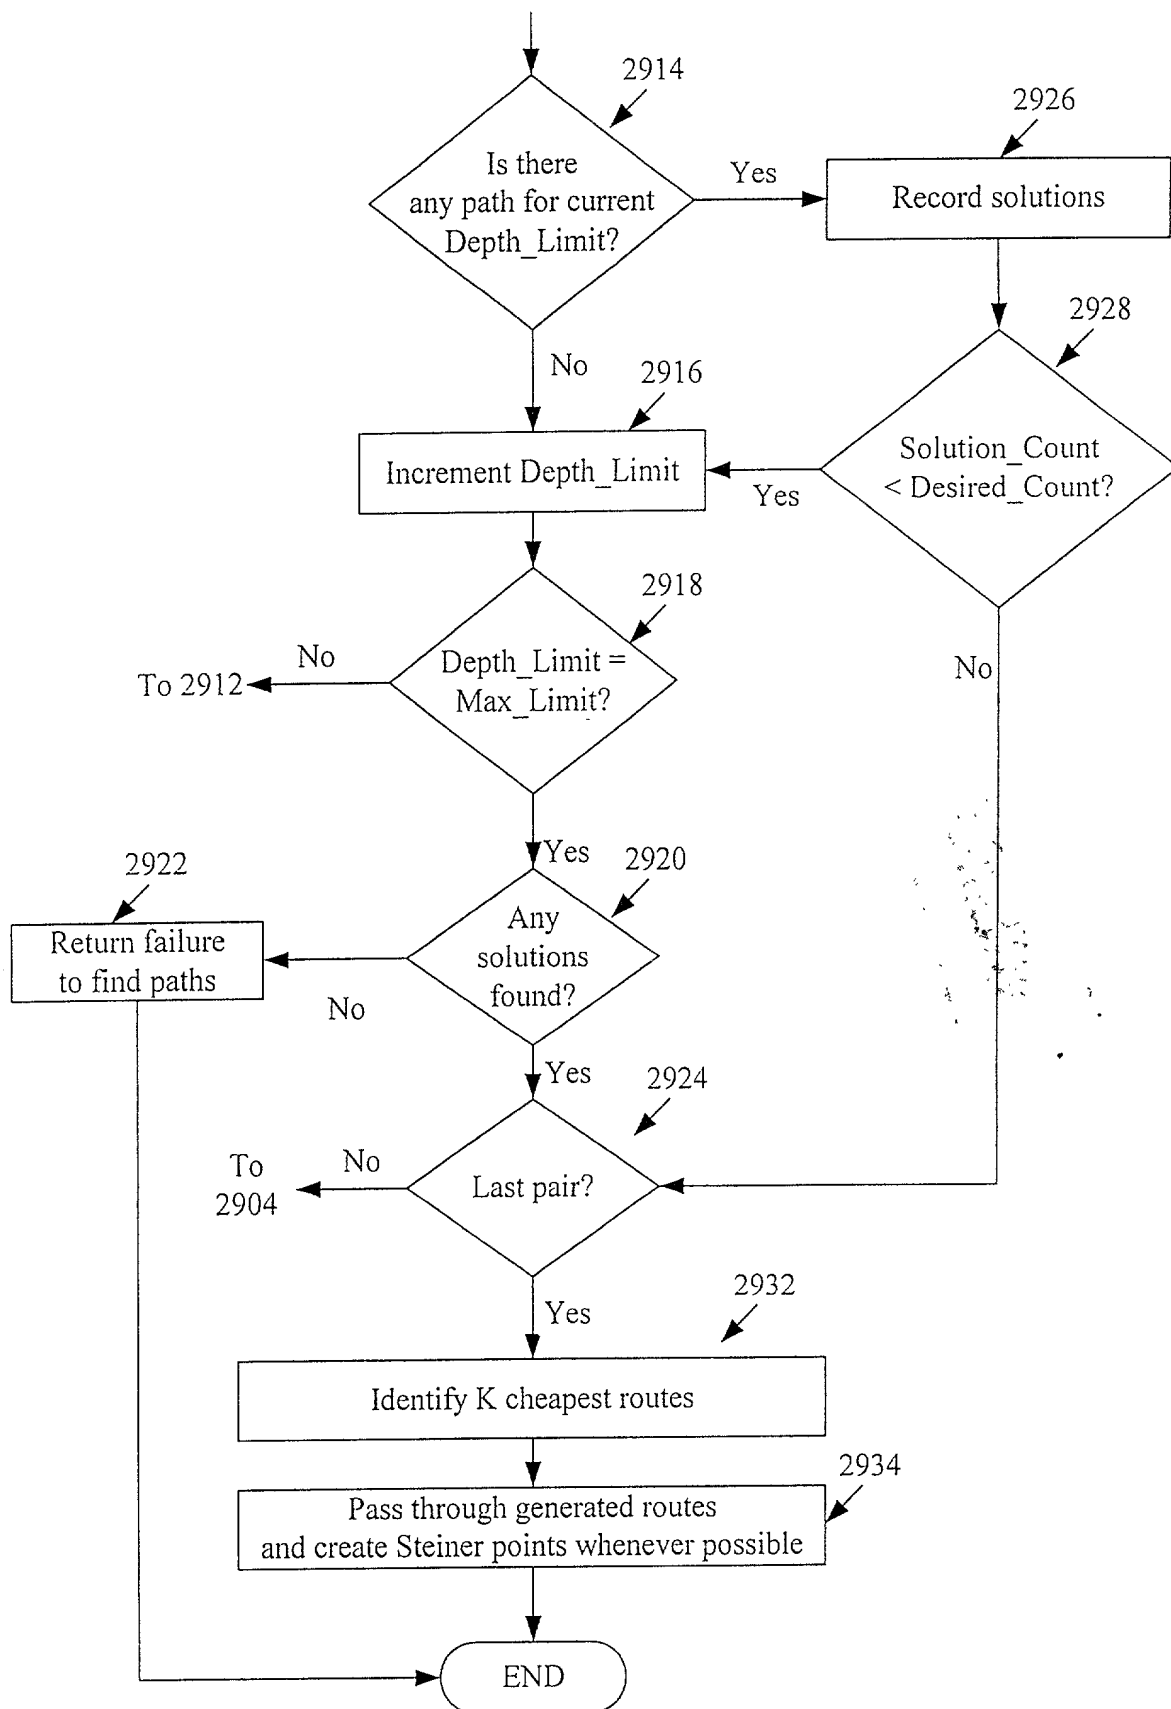 2914
Is there
any path for current
Depth_Limit?
Yes
2926
Record solutions
No
2928
Solution_Count
< Desired_Count?
Yes
No
2916
Increment Depth_Limit
2918
Depth_Limit =
Max_Limit?
No
To 2912
Yes
2920
Any
solutions
found?
No
2922
Return failure
to find paths
Yes
2924
Last pair?
No
To
2904
Yes
2932
Identify K cheapest routes
2934
Pass through generated routes
and create Steiner points whenever possible
END